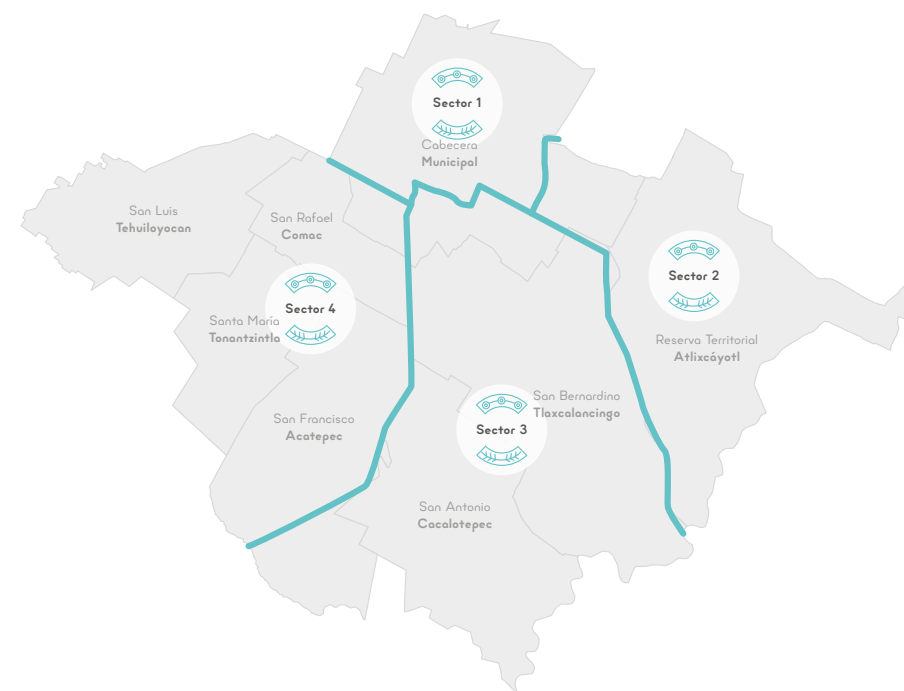 Sector 1
Cabecera
Municipal
San Luis
Tehuiloyocan
San Rafael
Comac
Sector 2
Sector 4
Santa María
Tonantzintla
Reserva Territorial
Atlixcáyotl
San Bernardino
Tlaxcalancingo
San Francisco
Acatepec
Sector 3
San Antonio
Cacalotepec